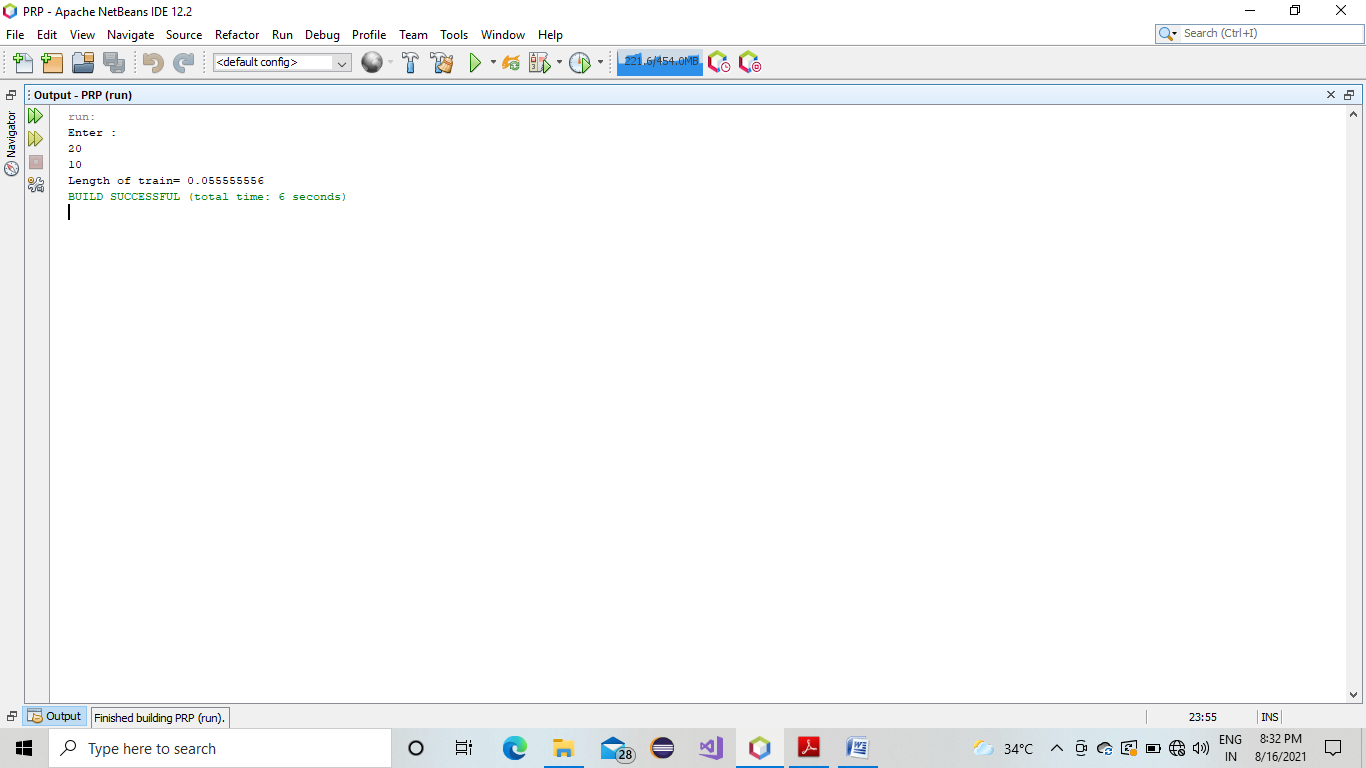 PRP - Apache NetBeans IDE 12.2
File Edit View Navigate Source Refactor Run Debug Profile Team Tools Window Help
Search (Ctrl+I)
<default config>
221.6/454.0MB
Output - PRP (run)
Navigator
run:
Enter :
20
10
Length of train= 0.055555556
BUILD SUCCESSFUL (total time: 6 seconds)
Output
Finished building PRP (run).
23:55
INS
Type here to search
28
34°C
ENG
IN
8:32 PM
8/16/2021